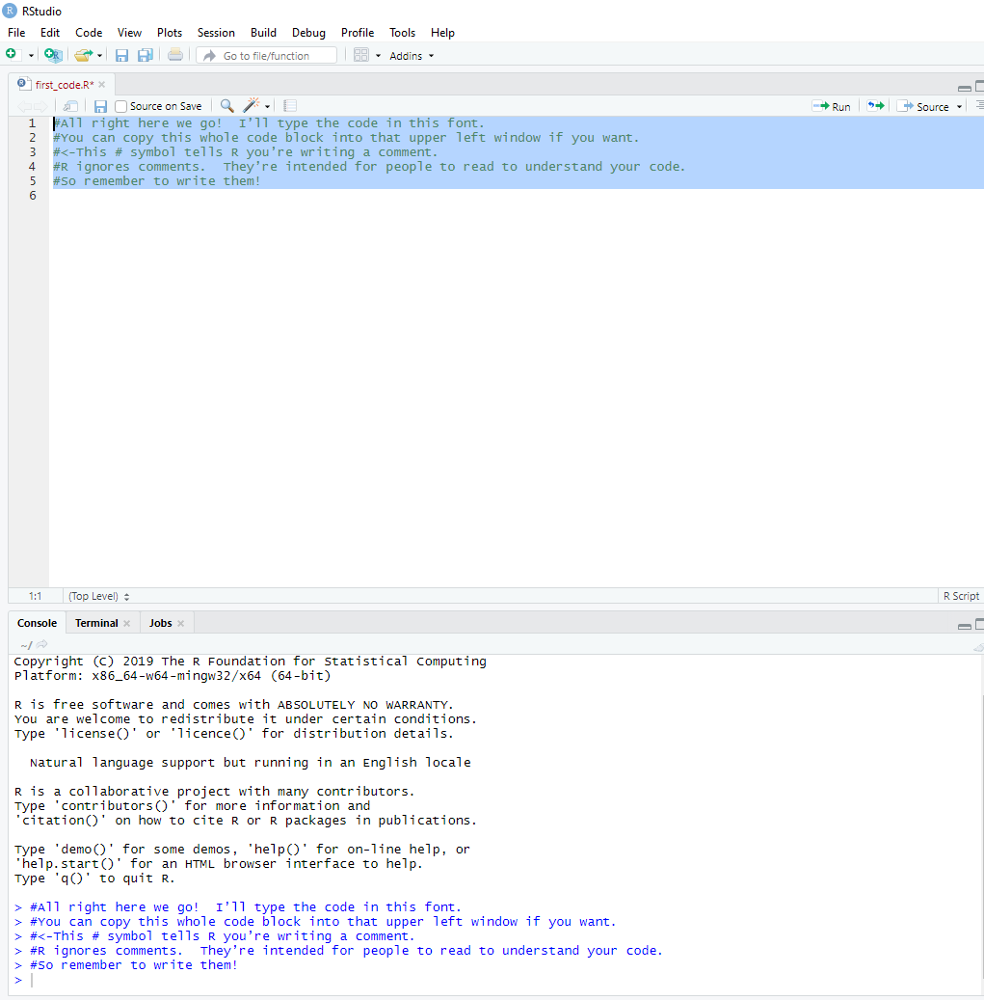 RStudio
File Edit Code View Plots Session Build Debug Profile Tools Help
Go to file/function Addins
first_code.R*
Source on Save Run Source
1 #All right here we go!  I'll type the code in this font.
2 #You can copy this whole code block into that upper left window if you want.
3 #<-This # symbol tells R you're writing a comment.
4 #R ignores comments.  They're intended for people to read to understand your code.
5 #So remember to write them!
6
1:1 (Top Level) R Script
Console Terminal Jobs
~/
Copyright (C) 2019 The R Foundation for Statistical Computing
Platform: x86_64-w64-mingw32/x64 (64-bit)
R is free software and comes with ABSOLUTELY NO WARRANTY.
You are welcome to redistribute it under certain conditions.
Type 'license()' or 'licence()' for distribution details.
Natural language support but running in an English locale
R is a collaborative project with many contributors.
Type 'contributors()' for more information and
'citation()' on how to cite R or R packages in publications.
Type 'demo()' for some demos, 'help()' for on-line help, or
'help.start()' for an HTML browser interface to help.
Type 'q()' to quit R.
> #All right here we go!  I’ll type the code in this font.
> #You can copy this whole code block into that upper left window if you want.
> #<-This # symbol tells R you’re writing a comment.
> #R ignores comments.  They’re intended for people to read to understand your code.
> #So remember to write them!
>